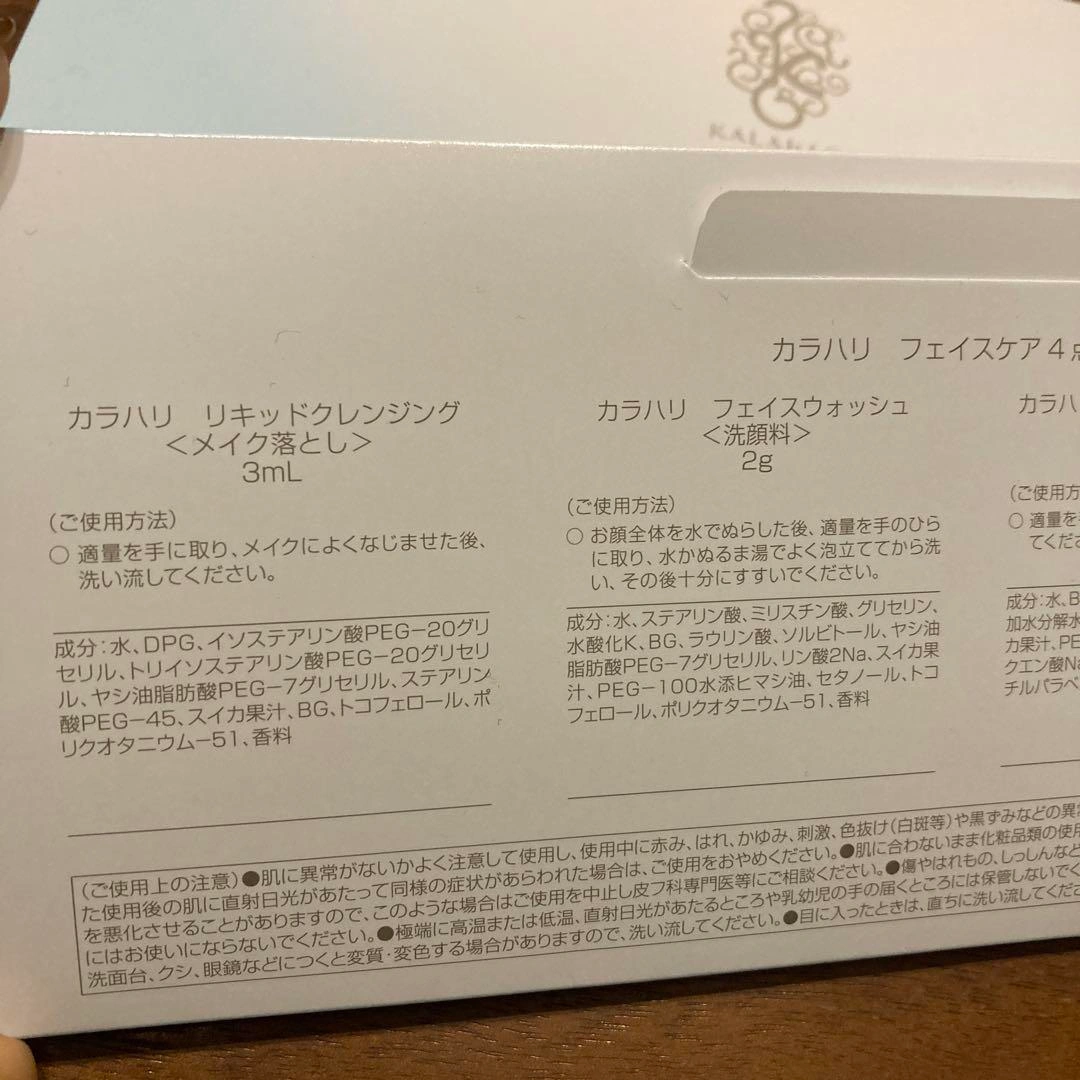 カラハリ フェイスケア4点
カラハリ リキッドクレンジング
<メイク落とし>
3mL
(ご使用方法)
○ 適量を手に取り、メイクによくなじませた後、
洗い流してください。
成分:水、DPG、イソステアリン酸PEG−20グリ
セリル、トリイソステアリン酸PEG−20グリセリ
ル、ヤシ油脂肪酸PEG−7グリセリル、ステアリン
酸PEG−45、スイカ果汁、BG、トコフェロール、ポ
リクオタニウム−51、香料
カラハリ フェイスウォッシュ
<洗顔料>
2g
(ご使用方法)
○ お顔全体を水でぬらした後、適量を手のひら
に取り、水かぬるま湯でよく泡立ててから洗
い、その後十分にすすいでください。
成分:水、ステアリン酸、ミリスチン酸、グリセリン、
水酸化K、BG、ラウリン酸、ソルビトール、ヤシ油
脂肪酸PEG−7グリセリル、リン酸2Na、スイカ果
汁、PEG−100水添ヒマシ油、セタノール、トコ
フェロール、ポリクオタニウム−51、香料
カラハ
(ご使用方
○ 適量を
てくださ
成分:水、B
加水分解水
カ果汁、PE
クエン酸Na
チルパラベ
(ご使用上の注意)●肌に異常がないかよく注意して使用し、使用中に赤み、はれ、かゆみ、刺激、色抜け(白斑等)や黒ずみなどの異常
た使用後の肌に直射日光があたって同様の症状があらわれた場合は、ご使用をおやめください。●肌に合わないまま化粧品類の使用
を悪化させることがありますので、このような場合はご使用を中止し皮フ科専門医等にご相談ください。●傷やはれもの、しっしんなど
にはお使いにならないでください。●極端に高温または低温、直射日光があたるところや乳幼児の手の届くところには保管しないでく
洗面台、クシ、眼鏡などにつくと変質・変色する場合がありますので、洗い流してください。●目に入ったときは、直ちに洗い流してくださ